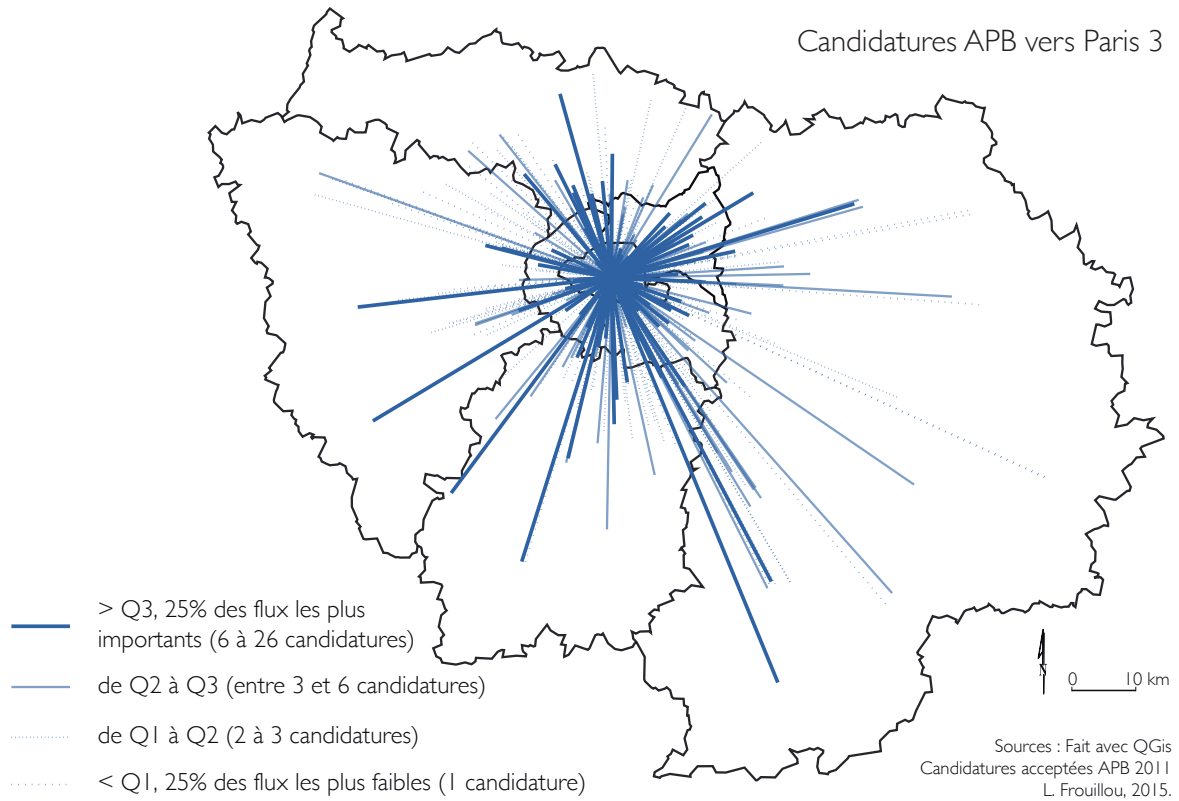 Candidatures APB vers Paris 3
> Q3, 25% des flux les plus
importants (6 à 26 candidatures)
de Q2 à Q3 (entre 3 et 6 candidatures)
de Q1 à Q2 (2 à 3 candidatures)
< Q1, 25% des flux les plus faibles (1 candidature)
N
0 10 km
Sources : Fait avec QGis
Candidatures acceptées APB 2011
L. Frouillou, 2015.